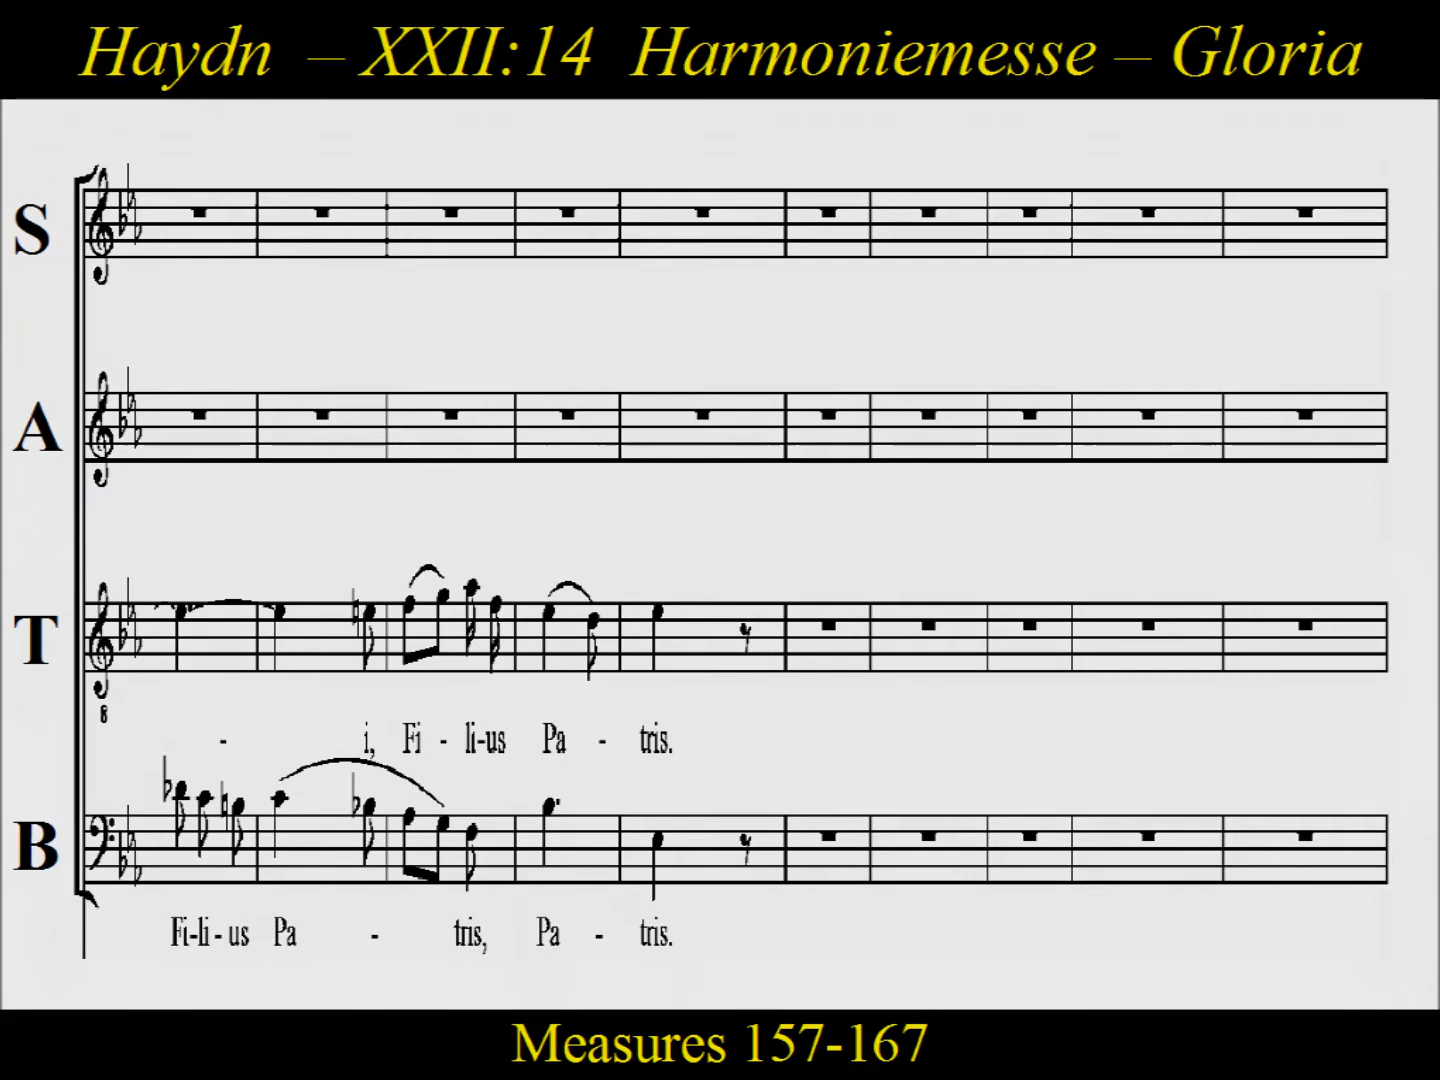 Haydn – XXII:14 Harmoniemesse – Gloria
S
A
T
8
- i, Fi - li-us Pa - tris.
B
Fi-li-us Pa - tris, Pa - tris.
Measures 157-167